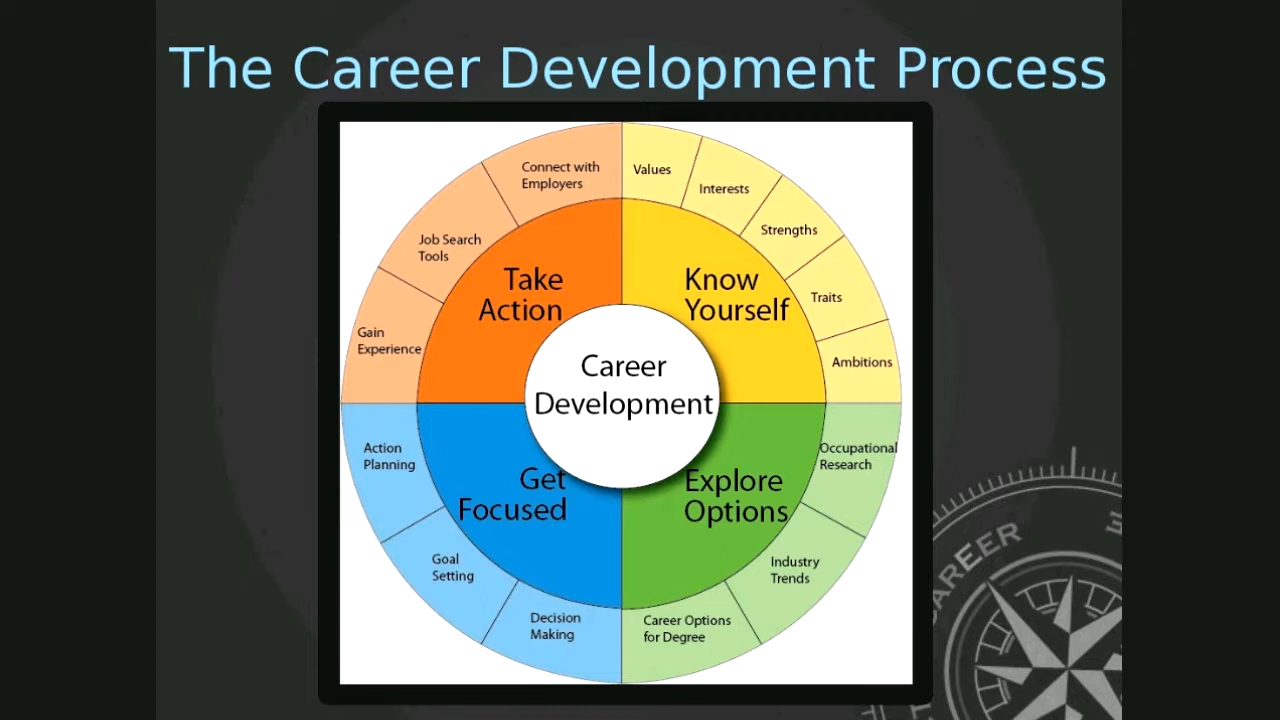 The Career Development Process
Connect with
Employers
Values
Interests
Strengths
Traits
Ambitions
Job Search
Tools
Gain
Experience
Take
Action
Know
Yourself
Career
Development
Get
Focused
Explore
Options
Action
Planning
Goal
Setting
Decision
Making
Occupational
Research
Industry
Trends
Career Options
for Degree
CAREER